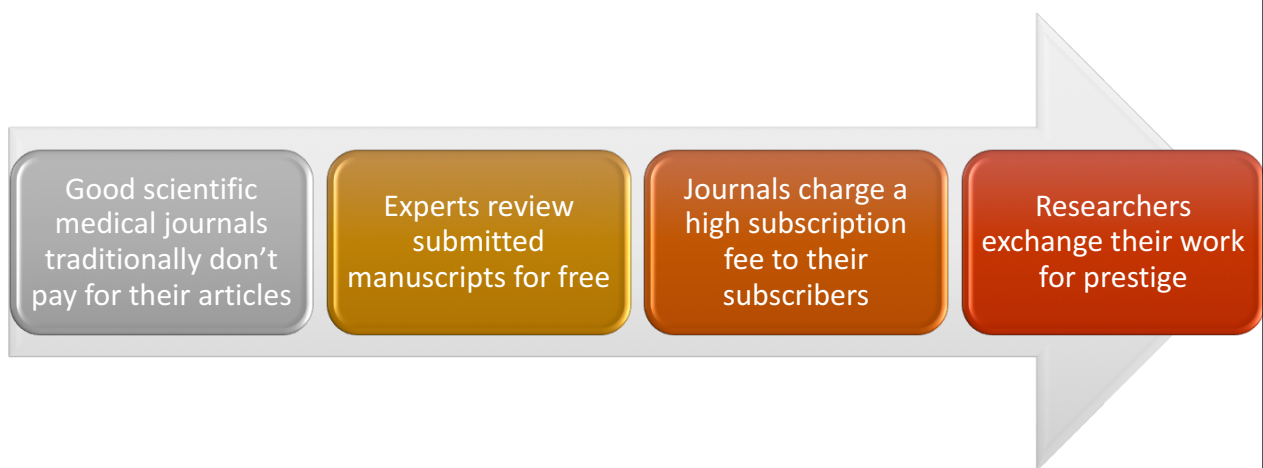 Good scientific
medical journals
traditionally don’t
pay for their articles
Experts review
submitted
manuscripts for free
Journals charge a
high subscription
fee to their
subscribers
Researchers
exchange their work
for prestige